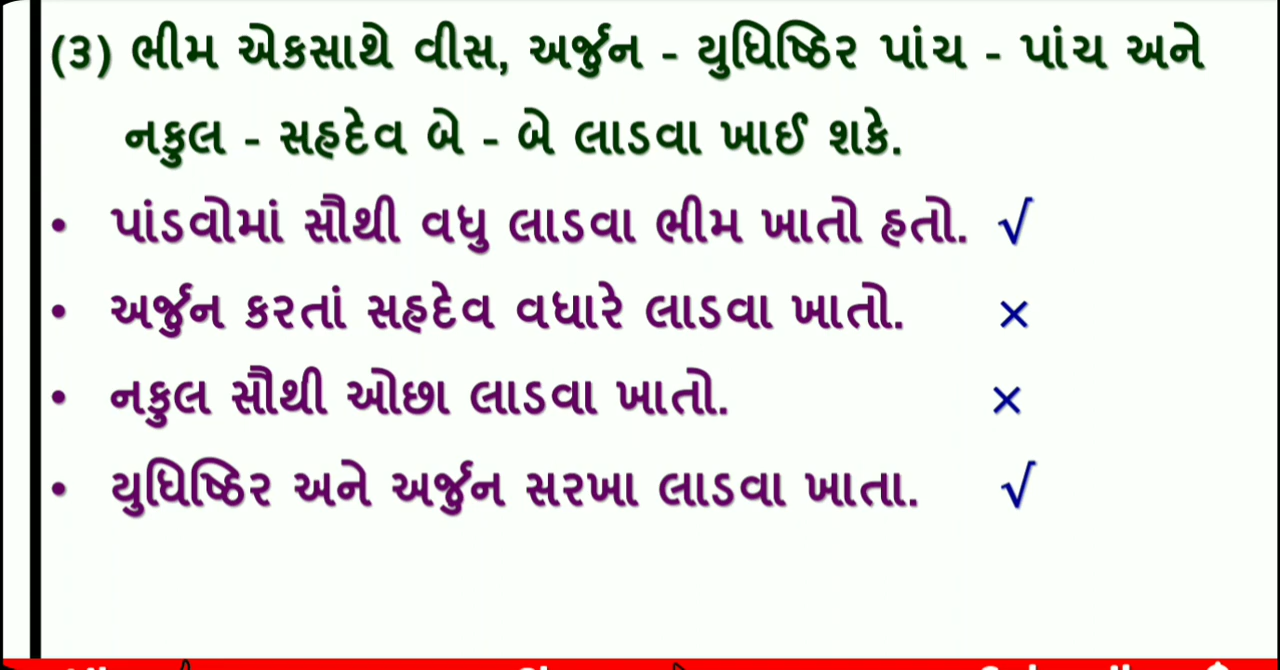 (૩) ભીમ એકસાથે વીસ, અર્જુન - યુધિષ્ઠિર પાંચ - પાંચ અને
નકુલ - સહદેવ બે - બે લાડવા ખાઈ શકે.
• પાંડવોમાં સૌથી વધુ લાડવા ભીમ ખાતો હતો. √
• અર્જુન કરતાં સહદેવ વધારે લાડવા ખાતો. ×
• નકુલ સૌથી ઓછા લાડવા ખાતો. ×
• યુધિષ્ઠિર અને અર્જુન સરખા લાડવા ખાતા. √